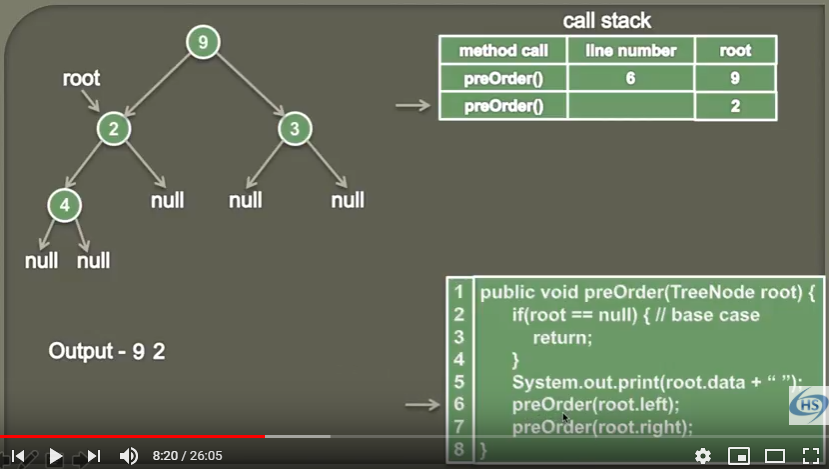 call stack
method call line number root
preOrder() 6 9
preOrder() 2
9
root
2 3
4 null null null
null null
Output - 9 2
1 public void preOrder(TreeNode root) {
2 if(root == null) { // base case
3 return;
4 }
5 System.out.print(root.data + “ ”);
6 preOrder(root.left);
7 preOrder(root.right);
8 }
HS
8:20 / 26:05